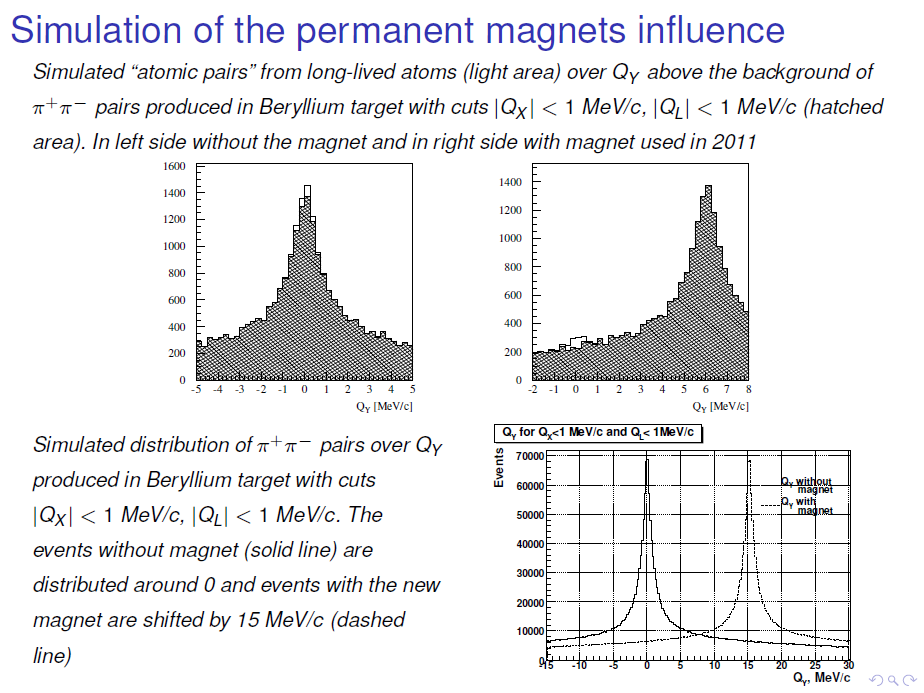 Simulation of the permanent magnets influence
Simulated “atomic pairs” from long-lived atoms (light area) over Q_Y above the background of
π⁺π⁻ pairs produced in Beryllium target with cuts |Q_X| < 1 MeV/c, |Q_L| < 1 MeV/c (hatched
area). In left side without the magnet and in right side with magnet used in 2011
1600
1400
1200
1000
800
600
400
200
0
-5 -4 -3 -2 -1 0 1 2 3 4 5
Q_Y [MeV/c]
1400
1200
1000
800
600
400
200
0
-2 -1 0 1 2 3 4 5 6 7 8
Q_Y [MeV/c]
Simulated distribution of π⁺π⁻ pairs over Q_Y
produced in Beryllium target with cuts
|Q_X| < 1 MeV/c, |Q_L| < 1 MeV/c. The
events without magnet (solid line) are
distributed around 0 and events with the new
magnet are shifted by 15 MeV/c (dashed
line)
Q_Y for Q_X<1 MeV/c and Q_L< 1MeV/c
Events
70000
60000
50000
40000
30000
20000
10000
0
-15 -10 -5 0 5 10 15 20 25 30
Q_Y, MeV/c
Q_Y without
magnet
Q_Y with
magnet